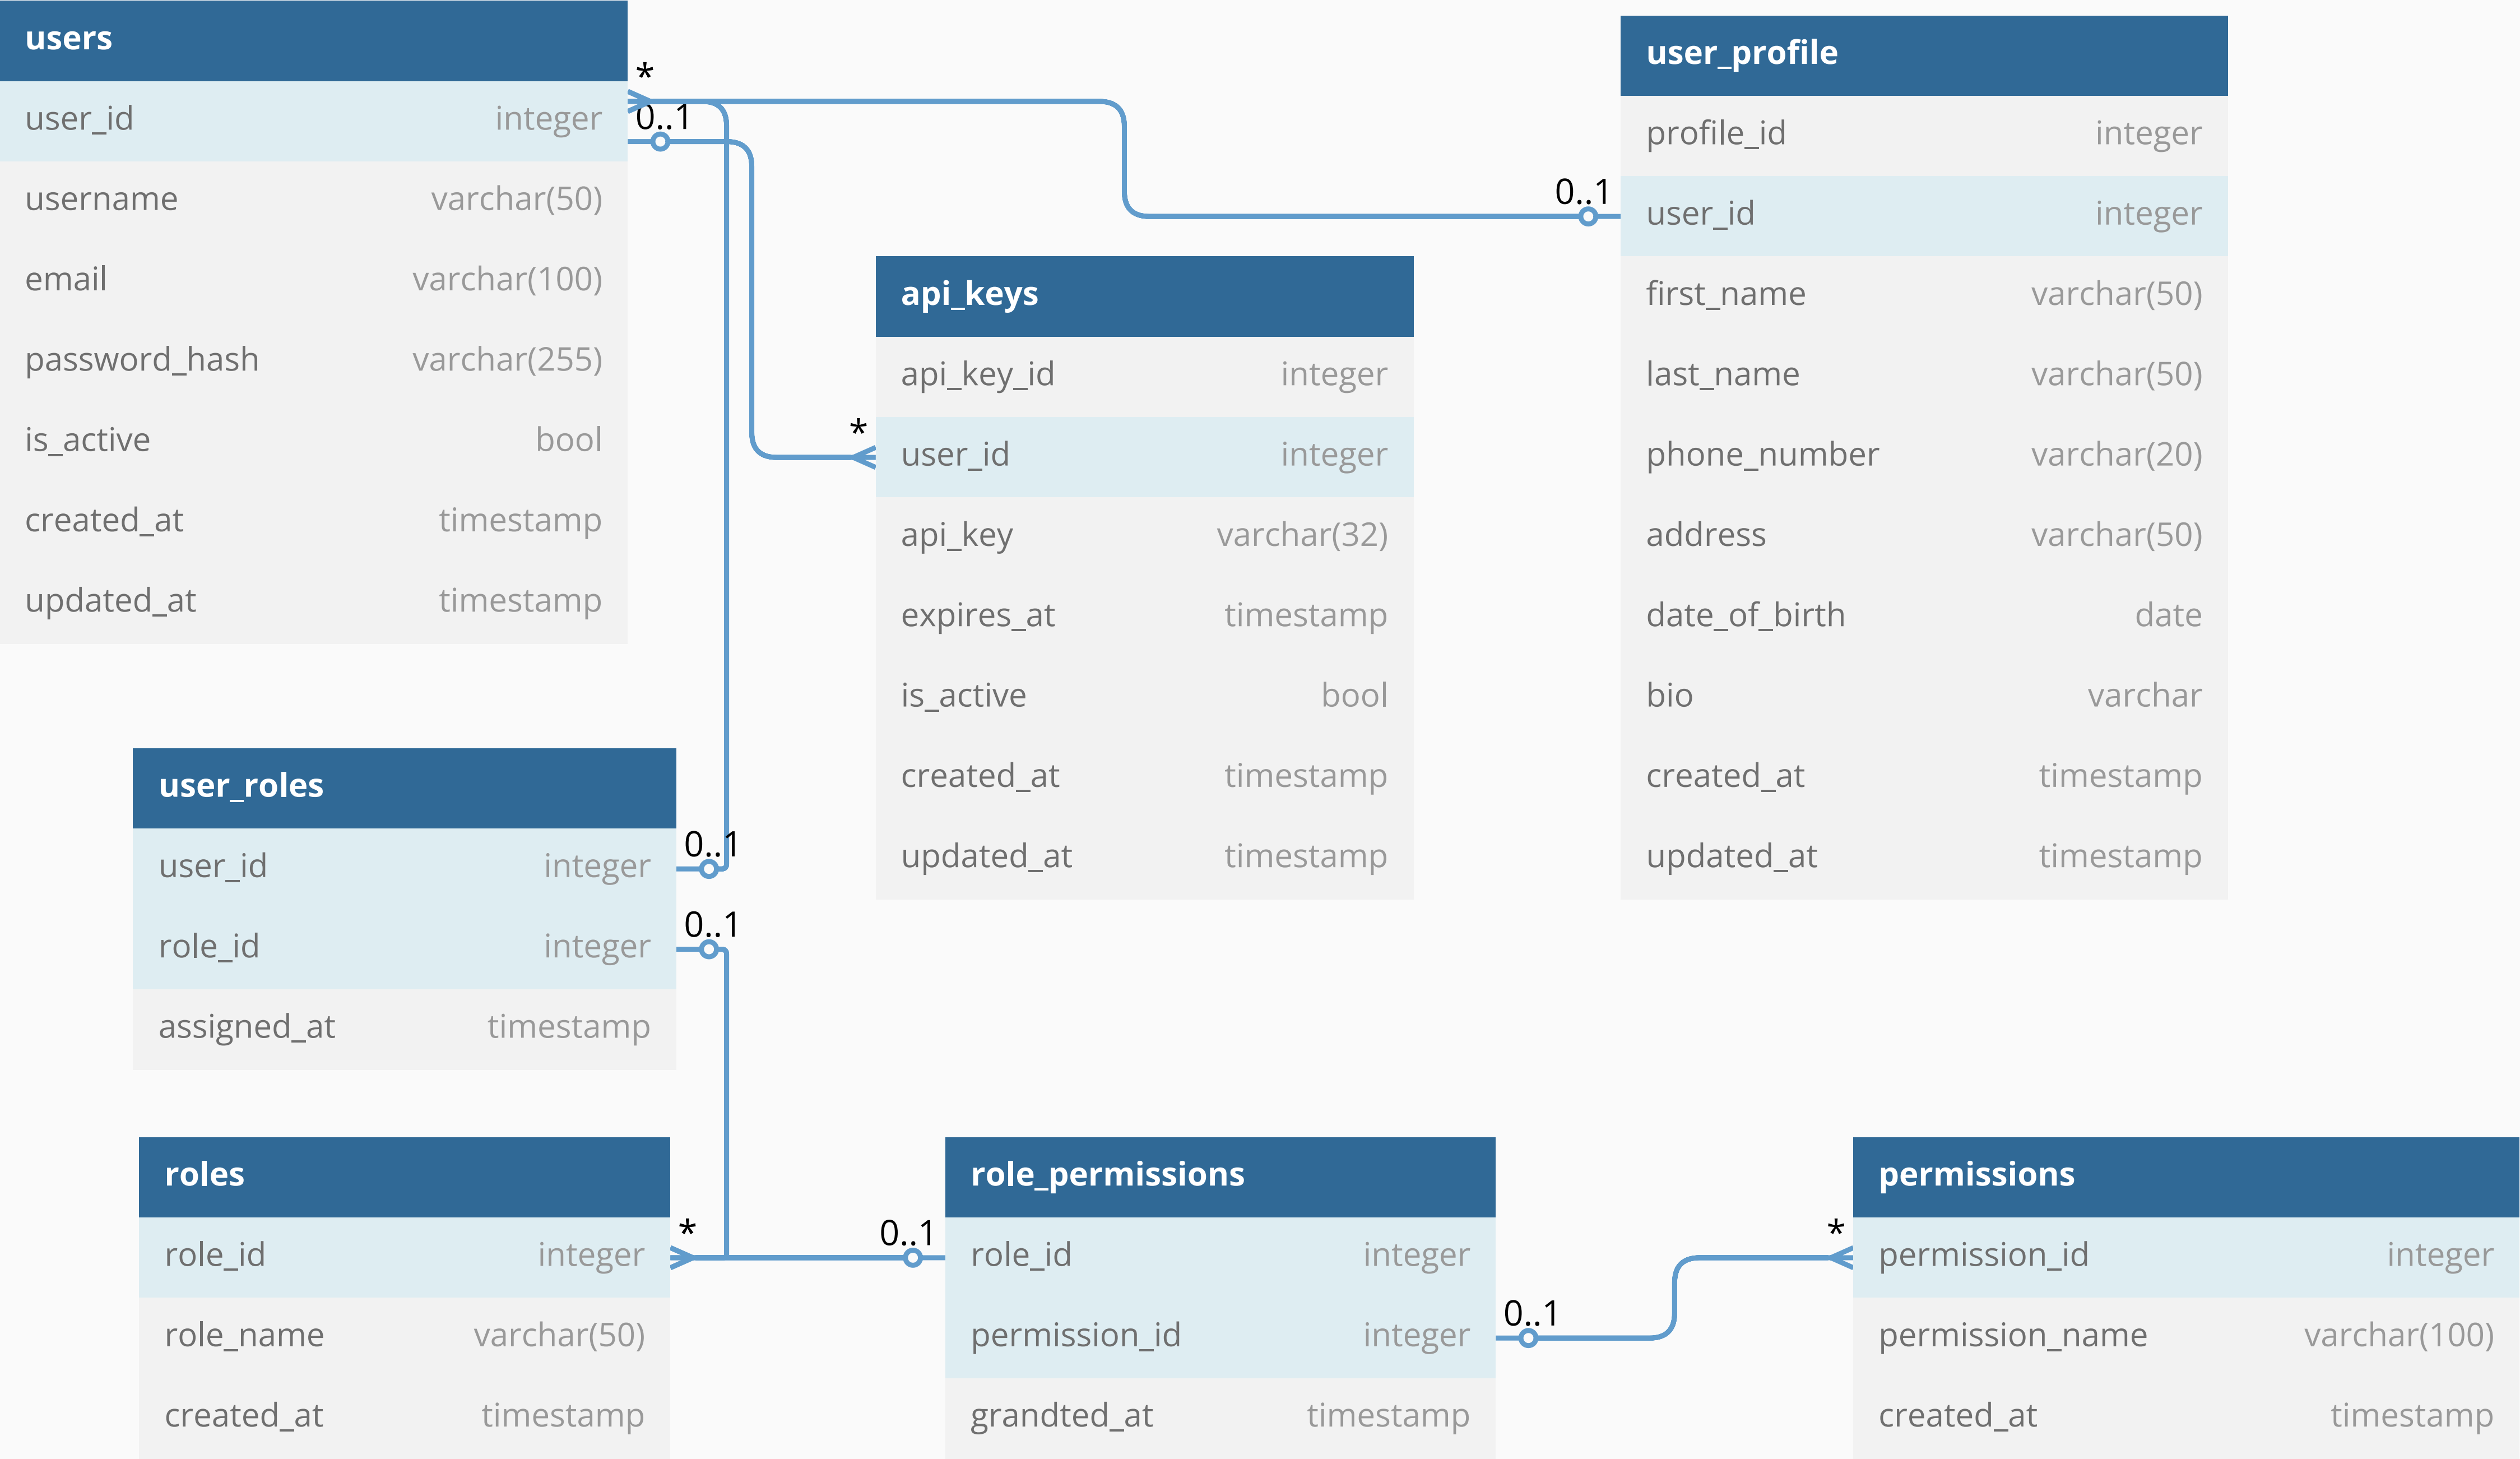 users
user_id integer
username varchar(50)
email varchar(100)
password_hash varchar(255)
is_active bool
created_at timestamp
updated_at timestamp
*
0..1
user_profile
profile_id integer
user_id integer
first_name varchar(50)
last_name varchar(50)
phone_number varchar(20)
address varchar(50)
date_of_birth date
bio varchar
created_at timestamp
updated_at timestamp
0..1
api_keys
api_key_id integer
user_id integer
api_key varchar(32)
expires_at timestamp
is_active bool
created_at timestamp
updated_at timestamp
*
user_roles
user_id integer
role_id integer
assigned_at timestamp
0..1
0..1
roles
role_id integer
role_name varchar(50)
created_at timestamp
*
role_permissions
role_id integer
permission_id integer
grandted_at timestamp
0..1
0..1
permissions
permission_id integer
permission_name varchar(100)
created_at timestamp
*